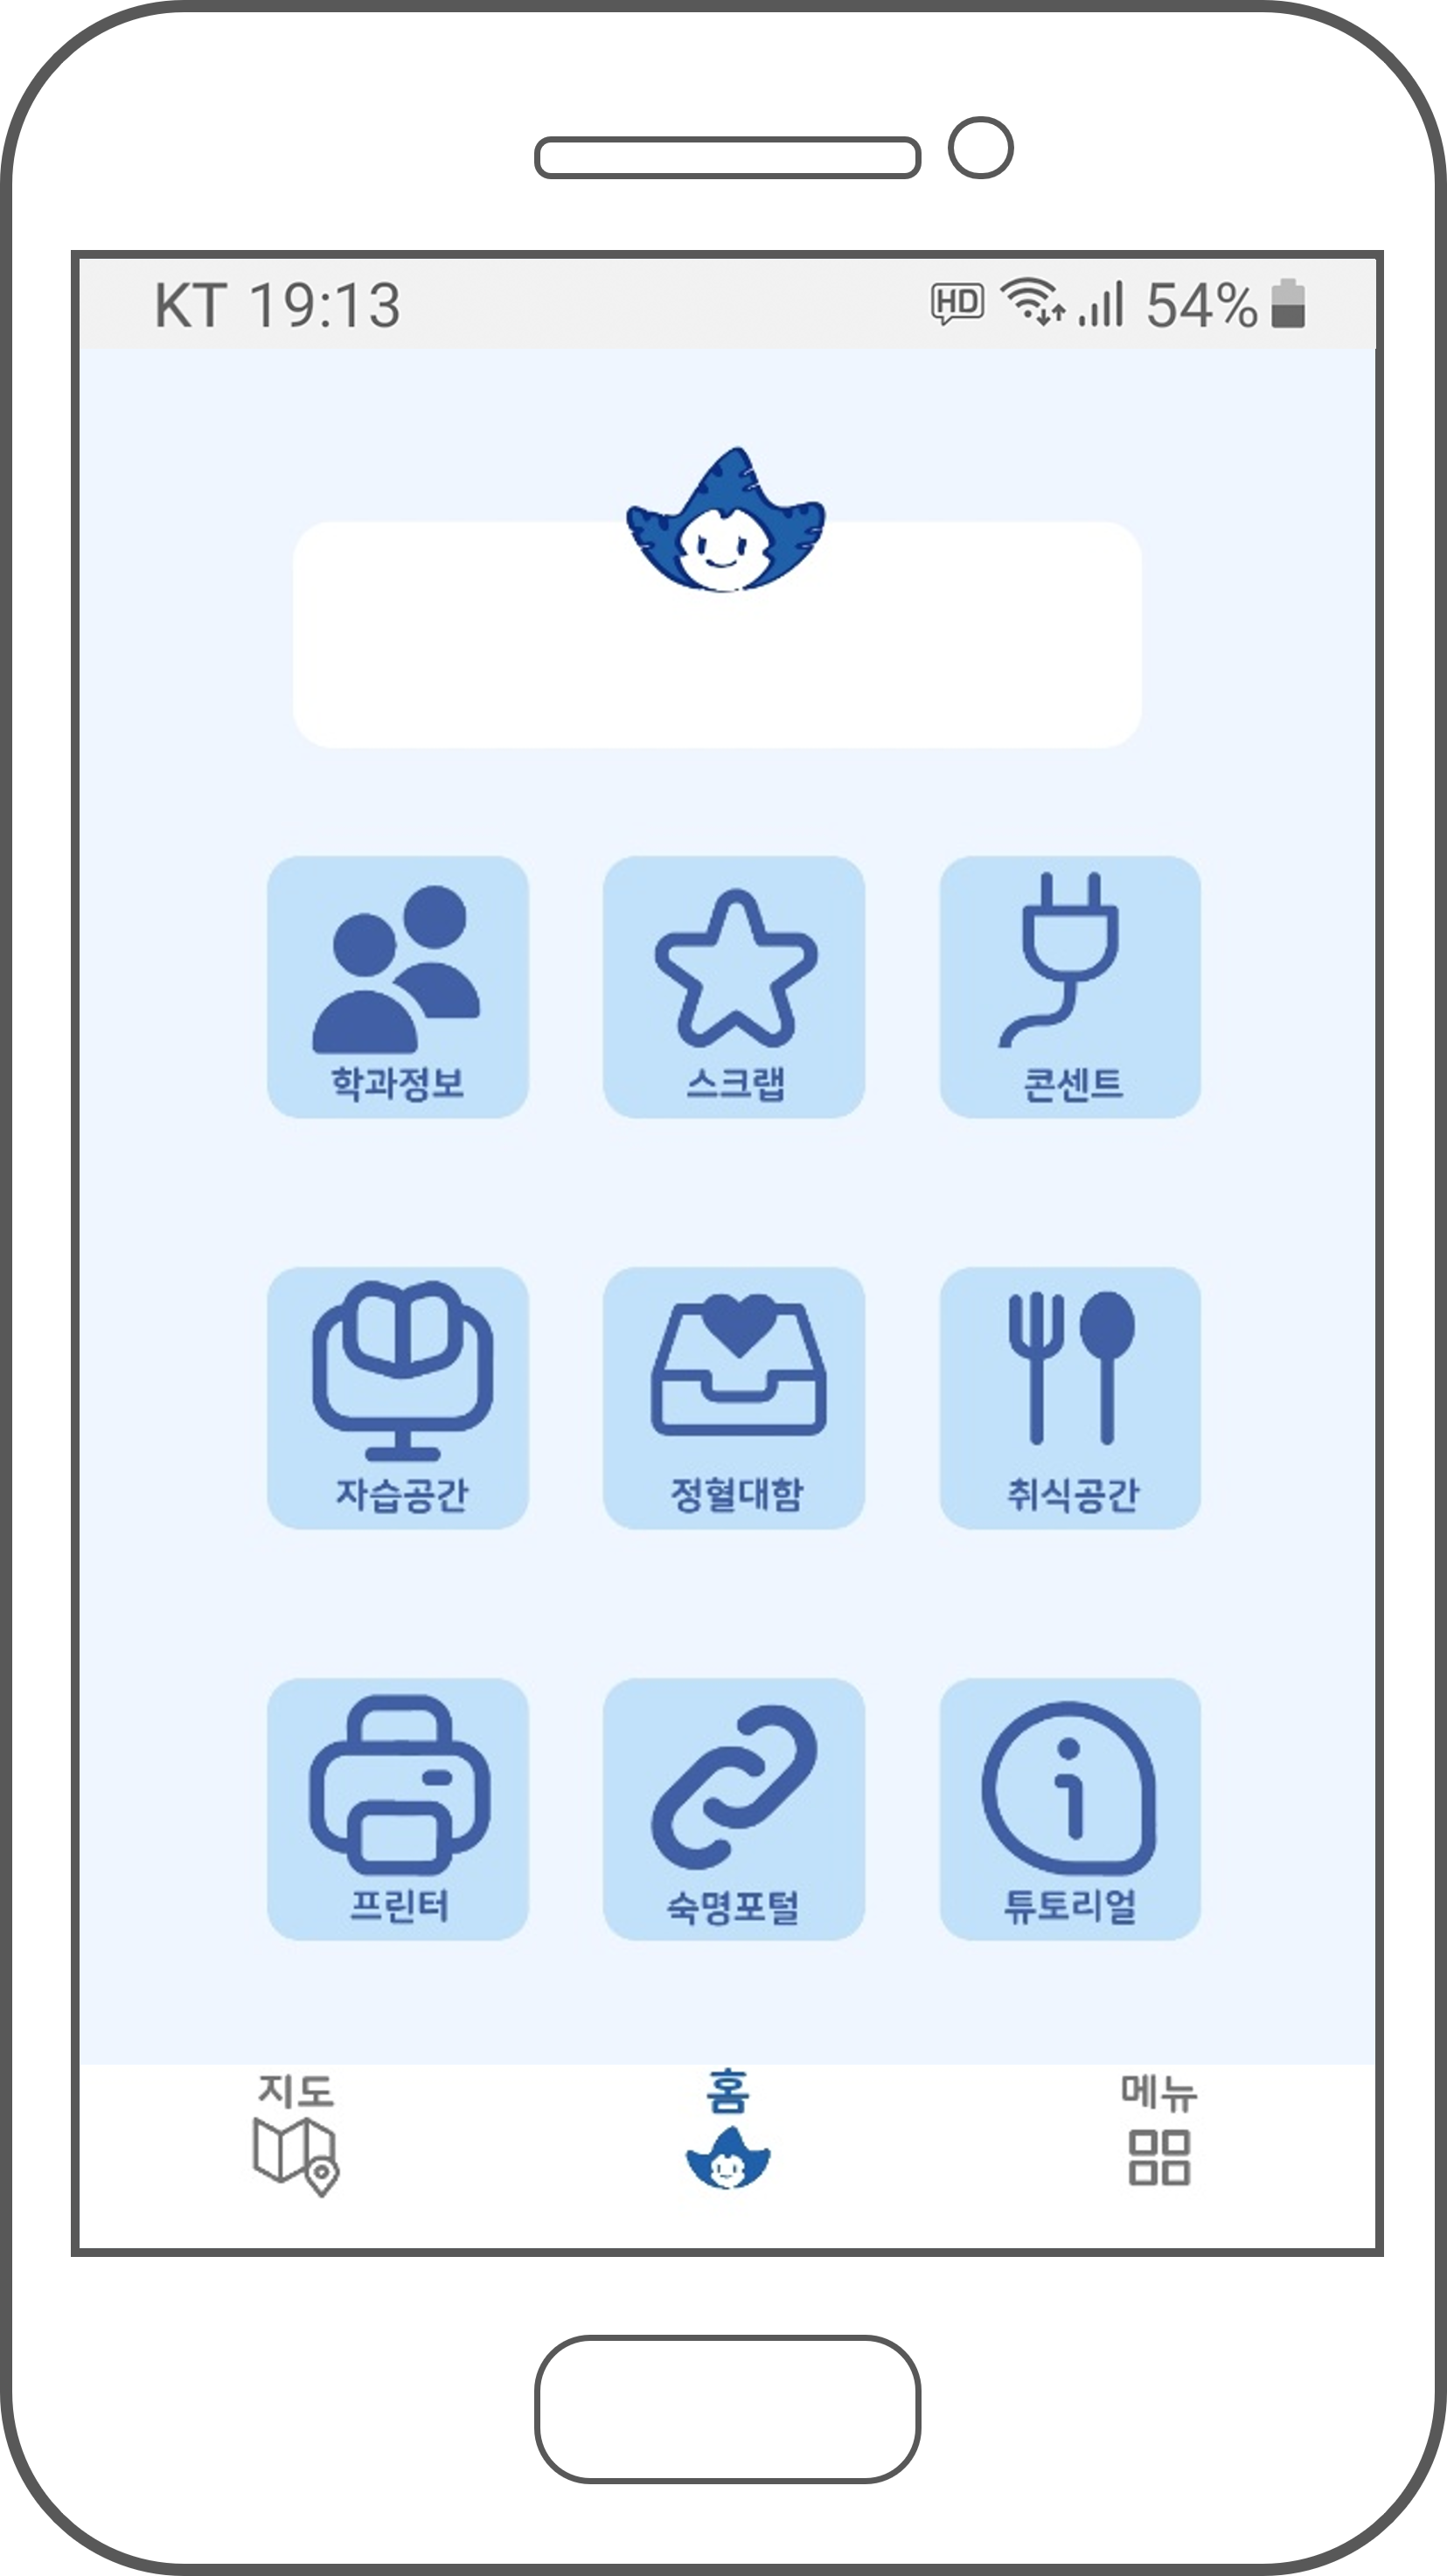 KT 19:13 HD 54%
학과정보 스크랩 콘센트
자습공간 정혈대함 취식공간
프린터 숙명포털 튜토리얼
지도 홈 메뉴